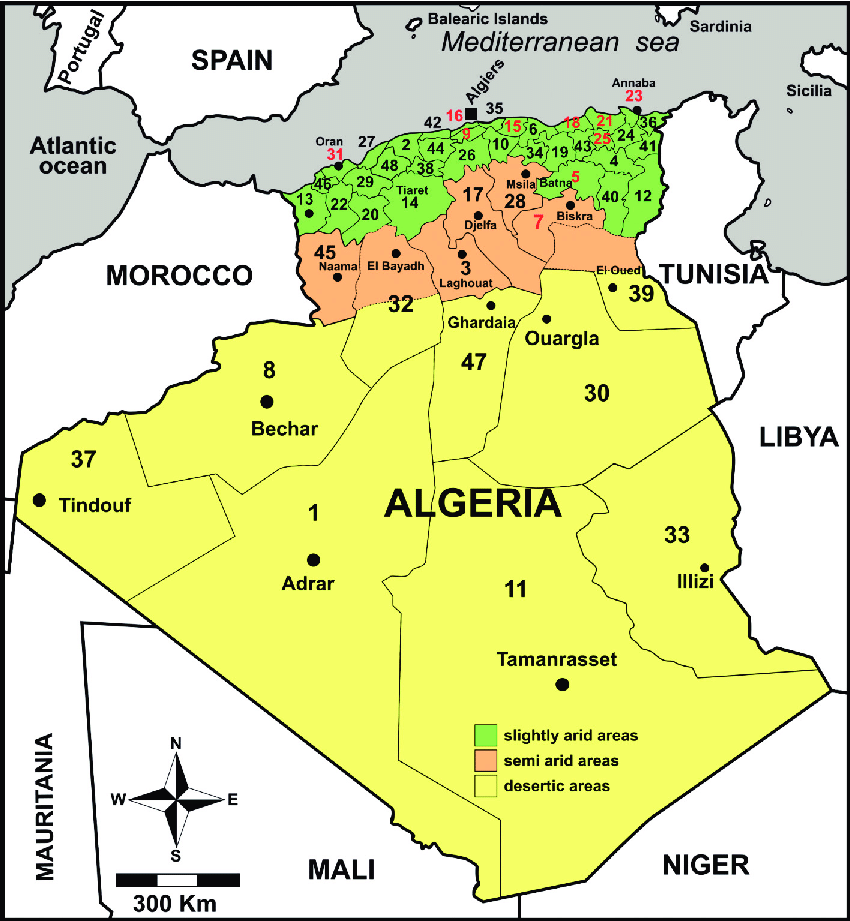 Portugal
SPAIN
Balearic Islands
Mediterranean sea
Sardinia
Sicilia
Atlantic
ocean
Algiers
Annaba
Oran
16
35
23
42
9
15
6
18
21
36
27
31
2
44
10
25
24
41
26
34
19
43
4
48
38
46
29
Tiaret
14
13
22
20
17
Djelfa
Msila
28
Batna
5
7
Biskra
40
12
45
Naama
El Bayadh
32
3
Laghouat
El Oued
39
Ghardaia
47
Ouargla
30
MOROCCO
TUNISIA
LIBYA
8
Bechar
37
Tindouf
ALGERIA
1
Adrar
33
Illizi
11
Tamanrasset
slightly arid areas
semi arid areas
desertic areas
MAURITANIA
N
W
E
S
300 Km
MALI
NIGER